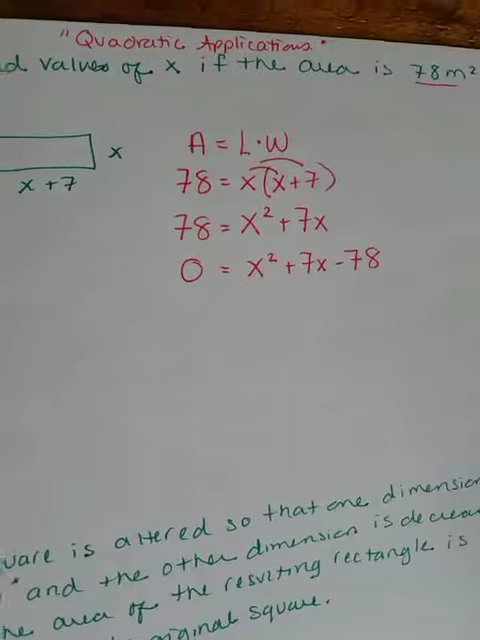 "Quadratic Applications"
d values of x if the area is 78m²
x
x + 7
A = L·W
78 = x(x+7)
78 = x² + 7x
0 = x² + 7x - 78
uare is altered so that one dimension
" and the other dimension is decrea
he area of the resulting rectangle is
original square.